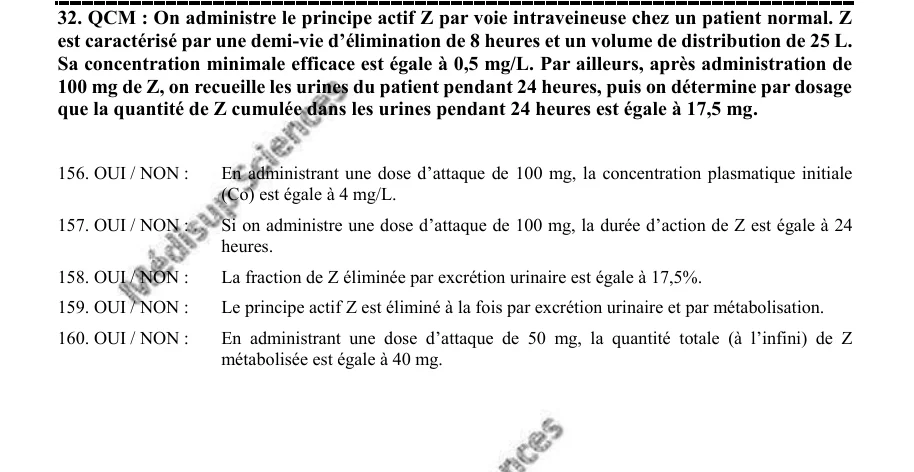 32. QCM : On administre le principe actif Z par voie intraveineuse chez un patient normal. Z
est caractérisé par une demi-vie d’élimination de 8 heures et un volume de distribution de 25 L.
Sa concentration minimale efficace est égale à 0,5 mg/L. Par ailleurs, après administration de
100 mg de Z, on recueille les urines du patient pendant 24 heures, puis on détermine par dosage
que la quantité de Z cumulée dans les urines pendant 24 heures est égale à 17,5 mg.
156. OUI / NON : En administrant une dose d’attaque de 100 mg, la concentration plasmatique initiale
(Co) est égale à 4 mg/L.
157. OUI / NON : Si on administre une dose d’attaque de 100 mg, la durée d’action de Z est égale à 24
heures.
158. OUI / NON : La fraction de Z éliminée par excrétion urinaire est égale à 17,5%.
159. OUI / NON : Le principe actif Z est éliminé à la fois par excrétion urinaire et par métabolisation.
160. OUI / NON : En administrant une dose d’attaque de 50 mg, la quantité totale (à l’infini) de Z
métabolisée est égale à 40 mg.
Médisup Sciences
nces